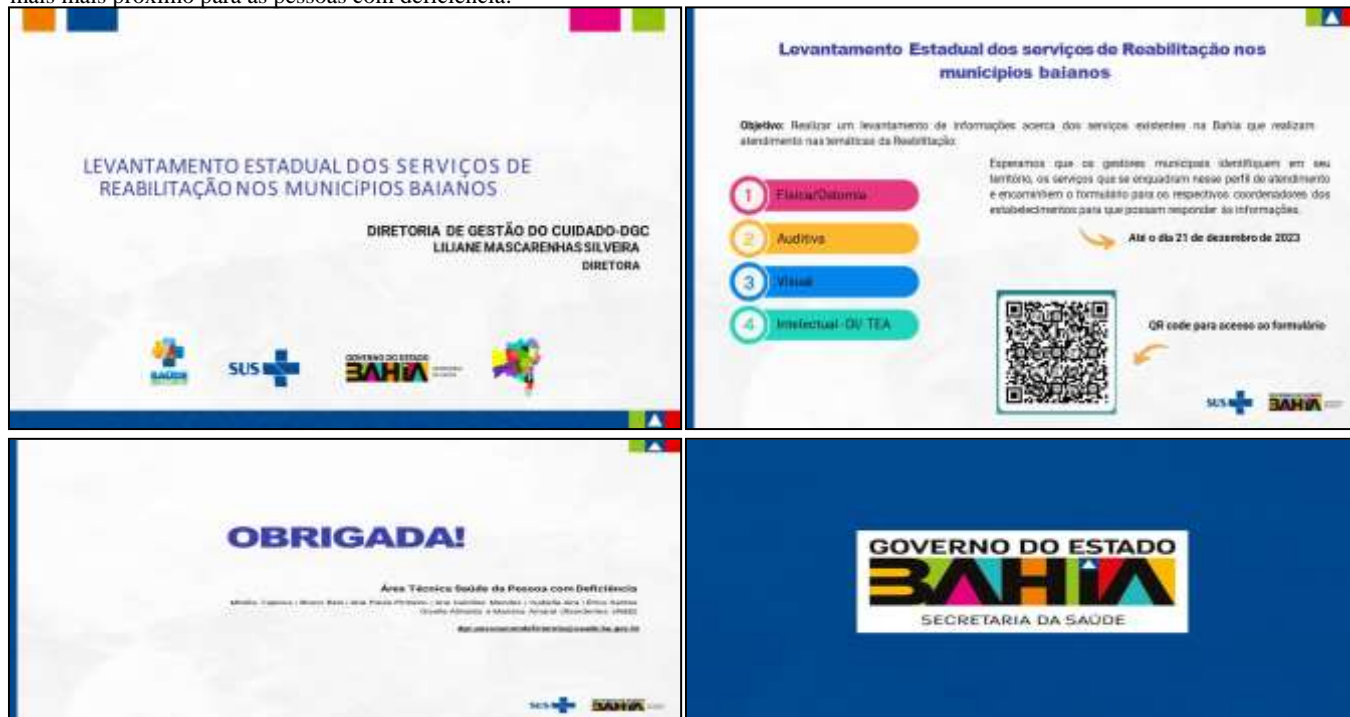 mais mais próximo para as pessoas com deficiência.
LEVANTAMENTO ESTADUAL DOS SERVIÇOS DE
REABILITAÇÃO NOS MUNICÍPIOS BAIANOS
DIRETORIA DE GESTÃO DO CUIDADO-DGC
LILIANE MASCARENHAS SILVEIRA
DIRETORA
SAÚDE
SUS
GOVERNO DO ESTADO
BAHIA
Levantamento Estadual dos serviços de Reabilitação nos
municípios baianos
Objetivo: Realizar um levantamento de informações acerca dos serviços existentes na Bahia que realizam
atendimento nas temáticas da Reabilitação:
1 Física/Ostomia
2 Auditiva
3 Visual
4 Intelectual -DI/ TEA
Esperamos que os gestores municipais identifiquem em seu
território, os serviços que se enquadram nesse perfil de atendimento
e encaminhem o formulário para os respectivos coordenadores dos
estabelecimentos para que possam responder às informações.
Até o dia 21 de dezembro de 2023
QR code para acesso ao formulário
SUS
BAHIA
OBRIGADA!
Área Técnica Saúde da Pessoa com Deficiência
SUS
BAHIA
GOVERNO DO ESTADO
BAHIA
SECRETARIA DA SAÚDE